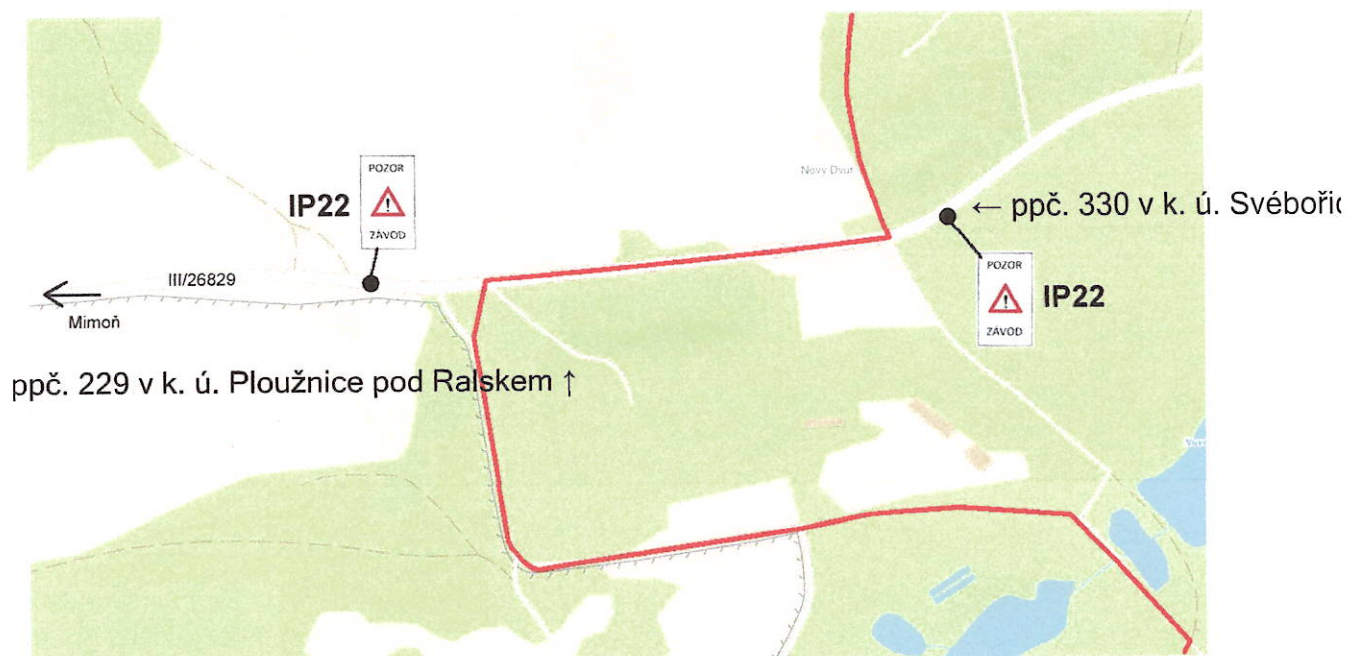 Nový Dvůr
POZOR
!
ZÁVOD
IP22
← ppč. 330 v k. ú. Svébořic
POZOR
!
ZÁVOD
IP22
III/26829
Mimoň
ppč. 229 v k. ú. Ploužnice pod Ralskem ↑